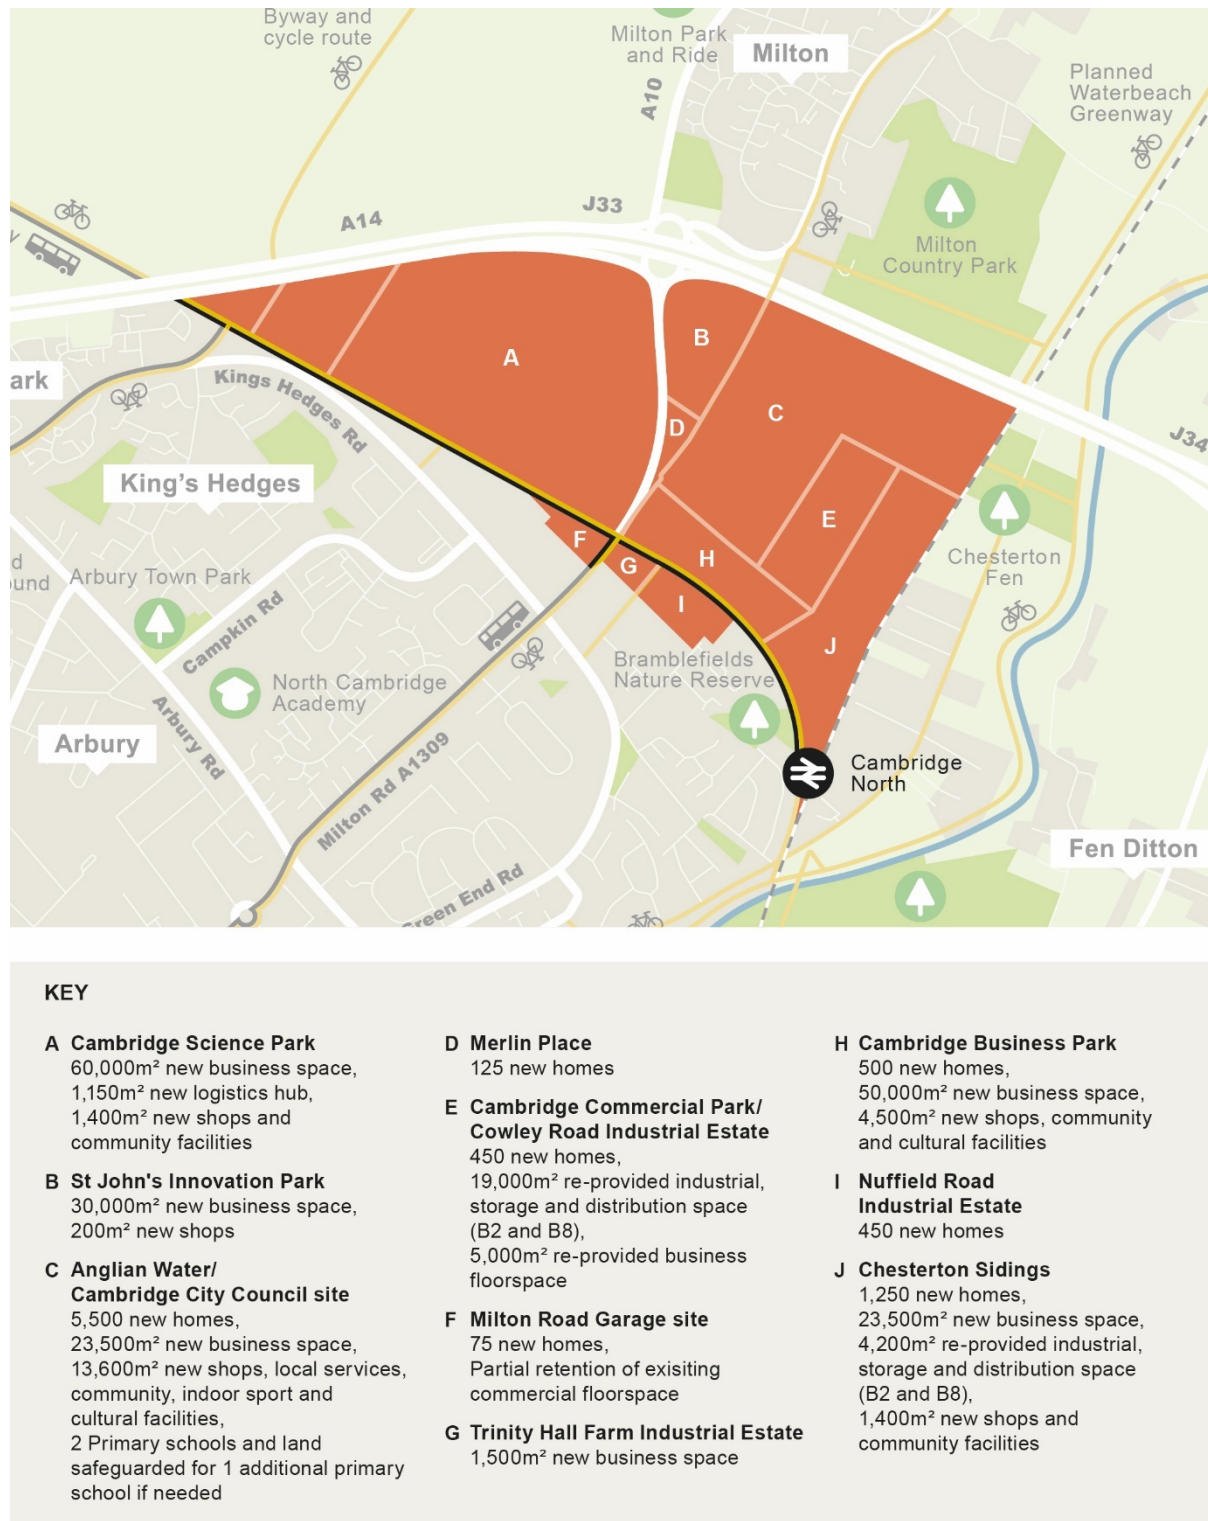 Byway and
cycle route
Milton Park
and Ride
Milton
Planned
Waterbeach
Greenway
A10
J33
A14
Milton
Country Park
A
B
C
D
J34
ark
Kings Hedges Rd
King's Hedges
E
F
G
H
I
J
Chesterton
Fen
d
ound
Arbury Town Park
Campkin Rd
Bramblefields
Nature Reserve
North Cambridge
Academy
Arbury Rd
Arbury
Milton Rd A1309
Cambridge
North
Fen Ditton
Green End Rd
KEY
A Cambridge Science Park
60,000m² new business space,
1,150m² new logistics hub,
1,400m² new shops and
community facilities
B St John's Innovation Park
30,000m² new business space,
200m² new shops
C Anglian Water/
Cambridge City Council site
5,500 new homes,
23,500m² new business space,
13,600m² new shops, local services,
community, indoor sport and
cultural facilities,
2 Primary schools and land
safeguarded for 1 additional primary
school if needed
D Merlin Place
125 new homes
E Cambridge Commercial Park/
Cowley Road Industrial Estate
450 new homes,
19,000m² re-provided industrial,
storage and distribution space
(B2 and B8),
5,000m² re-provided business
floorspace
F Milton Road Garage site
75 new homes,
Partial retention of exisiting
commercial floorspace
G Trinity Hall Farm Industrial Estate
1,500m² new business space
H Cambridge Business Park
500 new homes,
50,000m² new business space,
4,500m² new shops, community
and cultural facilities
I Nuffield Road
Industrial Estate
450 new homes
J Chesterton Sidings
1,250 new homes,
23,500m² new business space,
4,200m² re-provided industrial,
storage and distribution space
(B2 and B8),
1,400m² new shops and
community facilities